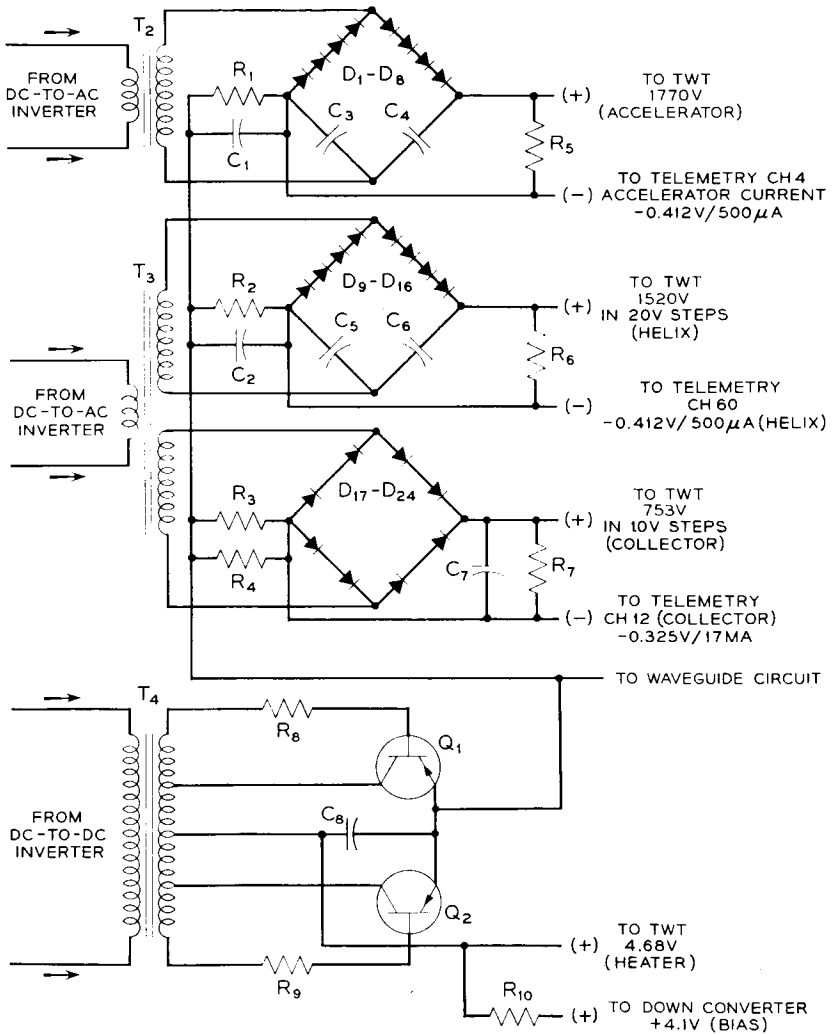 T2
FROM
DC-TO-AC
INVERTER
R1
C1
D1-D8
C3
C4
R5
(+)
TO TWT
1770V
(ACCELERATOR)
(-)
TO TELEMETRY CH 4
ACCELERATOR CURRENT
-0.412V/500μA
T3
FROM
DC-TO-AC
INVERTER
R2
C2
D9-D16
C5
C6
R6
(+)
TO TWT
1520V
IN 20V STEPS
(HELIX)
(-)
TO TELEMETRY
CH 60
-0.412V/500μA (HELIX)
R3
R4
D17-D24
C7
R7
(+)
TO TWT
753V
IN 10V STEPS
(COLLECTOR)
(-)
TO TELEMETRY
CH 12 (COLLECTOR)
-0.325V/17MA
TO WAVEGUIDE CIRCUIT
T4
FROM
DC-TO-DC
INVERTER
R8
Q1
C8
Q2
R9
(+)
TO TWT
4.68V
(HEATER)
R10
(+)
TO DOWN CONVERTER
+4.1V (BIAS)